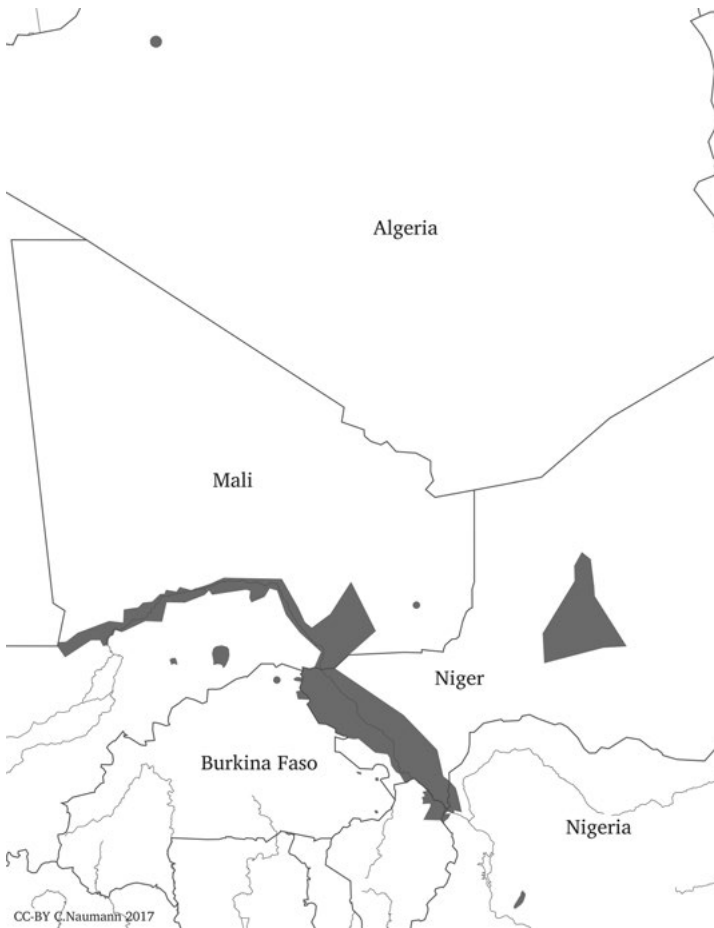 Algeria
Mali
Niger
Burkina Faso
Nigeria
CC-BY C.Naumann 2017